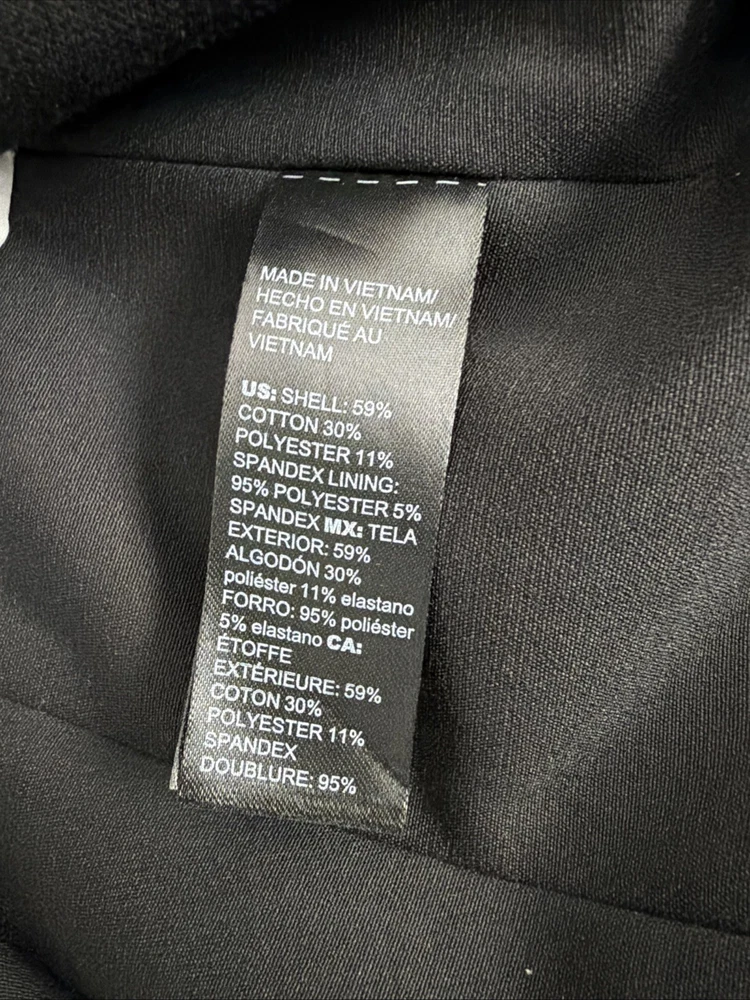 MADE IN VIETNAM/
HECHO EN VIETNAM/
FABRIQUÉ AU
VIETNAM
US: SHELL: 59%
COTTON 30%
POLYESTER 11%
SPANDEX LINING:
95% POLYESTER 5%
SPANDEX MX: TELA
EXTERIOR: 59%
ALGODÓN 30%
poliéster 11% elastano
FORRO: 95% poliéster
5% elastano CA:
ÉTOFFE
EXTÉRIEURE: 59%
COTON 30%
POLYESTER 11%
SPANDEX
DOUBLURE: 95%